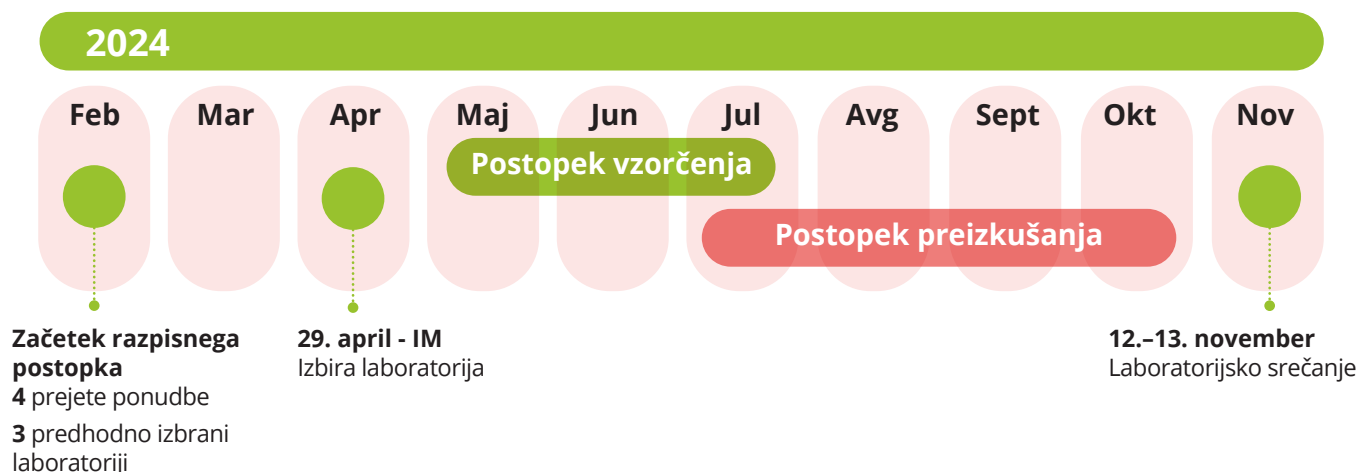 2024
Feb Mar Apr Maj Jun Jul Avg Sept Okt Nov
Postopek vzorčenja
Postopek preizkušanja
Začetek razpisnega
postopka
4 prejete ponudbe
3 predhodno izbrani
laboratoriji
29. april - IM
Izbira laboratorija
12.–13. november
Laboratorijsko srečanje